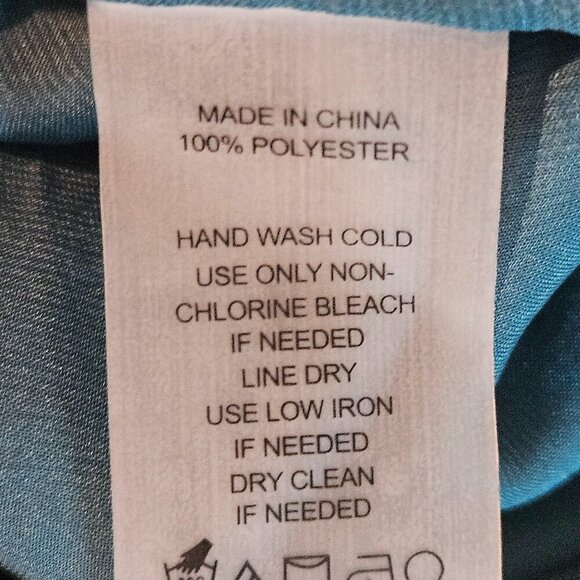 MADE IN CHINA
100% POLYESTER
HAND WASH COLD
USE ONLY NON-
CHLORINE BLEACH
IF NEEDED
LINE DRY
USE LOW IRON
IF NEEDED
DRY CLEAN
IF NEEDED